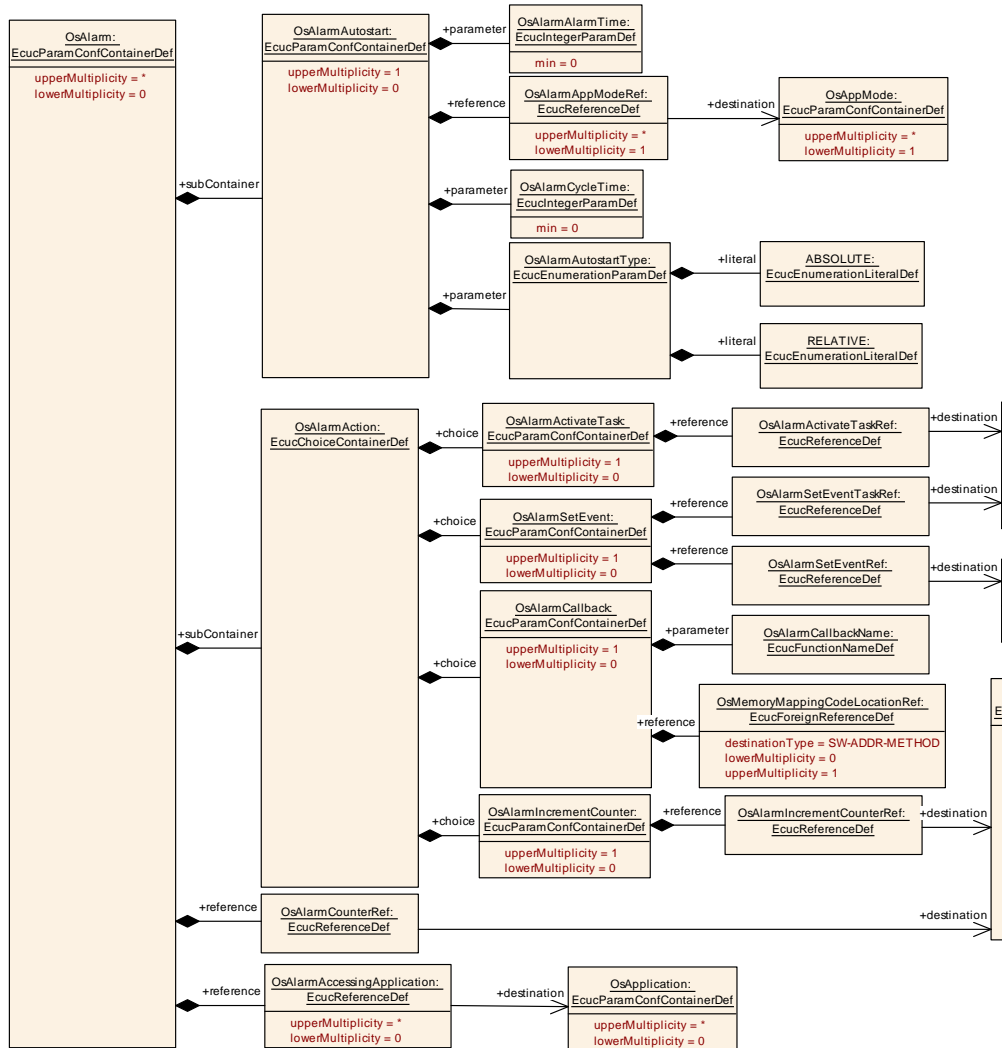 OsAlarm:
EcucParamConfContainerDef
upperMultiplicity = *
lowerMultiplicity = 0
+subContainer
OsAlarmAutostart:
EcucParamConfContainerDef
upperMultiplicity = 1
lowerMultiplicity = 0
+parameter
OsAlarmAlarmTime:
EcucIntegerParamDef
min = 0
+reference
OsAlarmAppModeRef:
EcucReferenceDef
upperMultiplicity = *
lowerMultiplicity = 1
+destination
OsAppMode:
EcucParamConfContainerDef
upperMultiplicity = *
lowerMultiplicity = 1
+parameter
OsAlarmCycleTime:
EcucIntegerParamDef
min = 0
+parameter
OsAlarmAutostartType:
EcucEnumerationParamDef
+literal
ABSOLUTE:
EcucEnumerationLiteralDef
+literal
RELATIVE:
EcucEnumerationLiteralDef
+subContainer
OsAlarmAction:
EcucChoiceContainerDef
+choice
OsAlarmActivateTask:
EcucParamConfContainerDef
upperMultiplicity = 1
lowerMultiplicity = 0
+reference
OsAlarmActivateTaskRef:
EcucReferenceDef
+destination
+choice
OsAlarmSetEvent:
EcucParamConfContainerDef
upperMultiplicity = 1
lowerMultiplicity = 0
+reference
OsAlarmSetEventTaskRef:
EcucReferenceDef
+destination
+reference
OsAlarmSetEventRef:
EcucReferenceDef
+destination
+choice
OsAlarmCallback:
EcucParamConfContainerDef
upperMultiplicity = 1
lowerMultiplicity = 0
+parameter
OsAlarmCallbackName:
EcucFunctionNameDef
+reference
OsMemoryMappingCodeLocationRef:
EcucForeignReferenceDef
destinationType = SW-ADDR-METHOD
lowerMultiplicity = 0
upperMultiplicity = 1
+choice
OsAlarmIncrementCounter:
EcucParamConfContainerDef
upperMultiplicity = 1
lowerMultiplicity = 0
+reference
OsAlarmIncrementCounterRef:
EcucReferenceDef
+destination
+reference
OsAlarmCounterRef:
EcucReferenceDef
+destination
+reference
OsAlarmAccessingApplication:
EcucReferenceDef
upperMultiplicity = *
lowerMultiplicity = 0
+destination
OsApplication:
EcucParamConfContainerDef
upperMultiplicity = *
lowerMultiplicity = 0